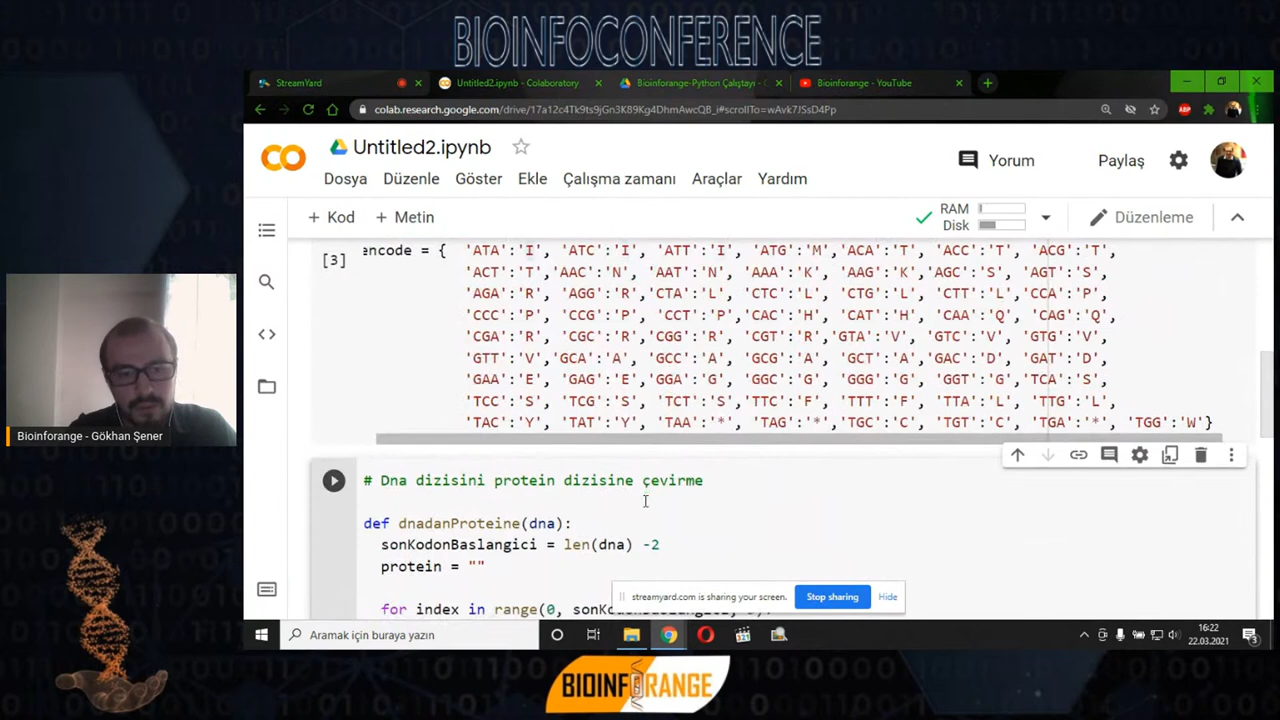 BIOINFOCONFERENCE
StreamYard
Untitled2.ipynb - Colaboratory
Bioinforange-Python Çalıştayı -
Bioinforange - YouTube
colab.research.google.com/drive/17a12c4Tk9ts9jGn3K89Kg4DhmAwcQB_i#scrollTo=wAvk7JSsD4Pp
ABP
CO
Untitled2.ipynb
Yorum
Paylaş
Dosya Düzenle Göster Ekle Çalışma zamanı Araçlar Yardım
+ Kod + Metin
RAM
Disk
Düzenleme
[3]
encode = { 'ATA':'I', 'ATC':'I', 'ATT':'I', 'ATG':'M','ACA':'T', 'ACC':'T', 'ACG':'T',
'ACT':'T','AAC':'N', 'AAT':'N', 'AAA':'K', 'AAG':'K','AGC':'S', 'AGT':'S',
'AGA':'R', 'AGG':'R','CTA':'L', 'CTC':'L', 'CTG':'L', 'CTT':'L','CCA':'P',
'CCC':'P', 'CCG':'P', 'CCT':'P','CAC':'H', 'CAT':'H', 'CAA':'Q', 'CAG':'Q',
'CGA':'R', 'CGC':'R', 'CGG':'R', 'CGT':'R','GTA':'V', 'GTC':'V', 'GTG':'V',
'GTT':'V','GCA':'A', 'GCC':'A', 'GCG':'A', 'GCT':'A','GAC':'D', 'GAT':'D',
'GAA':'E', 'GAG':'E','GGA':'G', 'GGC':'G', 'GGG':'G', 'GGT':'G','TCA':'S',
'TCC':'S', 'TCG':'S', 'TCT':'S','TTC':'F', 'TTT':'F', 'TTA':'L', 'TTG':'L',
'TAC':'Y', 'TAT':'Y', 'TAA':'*', 'TAG':'*','TGC':'C', 'TGT':'C', 'TGA':'*', 'TGG':'W'}
# Dna dizisini protein dizisine çevirme
def dnadanProteine(dna):
sonKodonBaslangici = len(dna) -2
protein = ""
for index in range(0,
streamyard.com is sharing your screen.
Stop sharing
Hide
Bioinforange - Gökhan Şener
Aramak için buraya yazın
16:22
22.03.2021
3
BIOINFORANGE